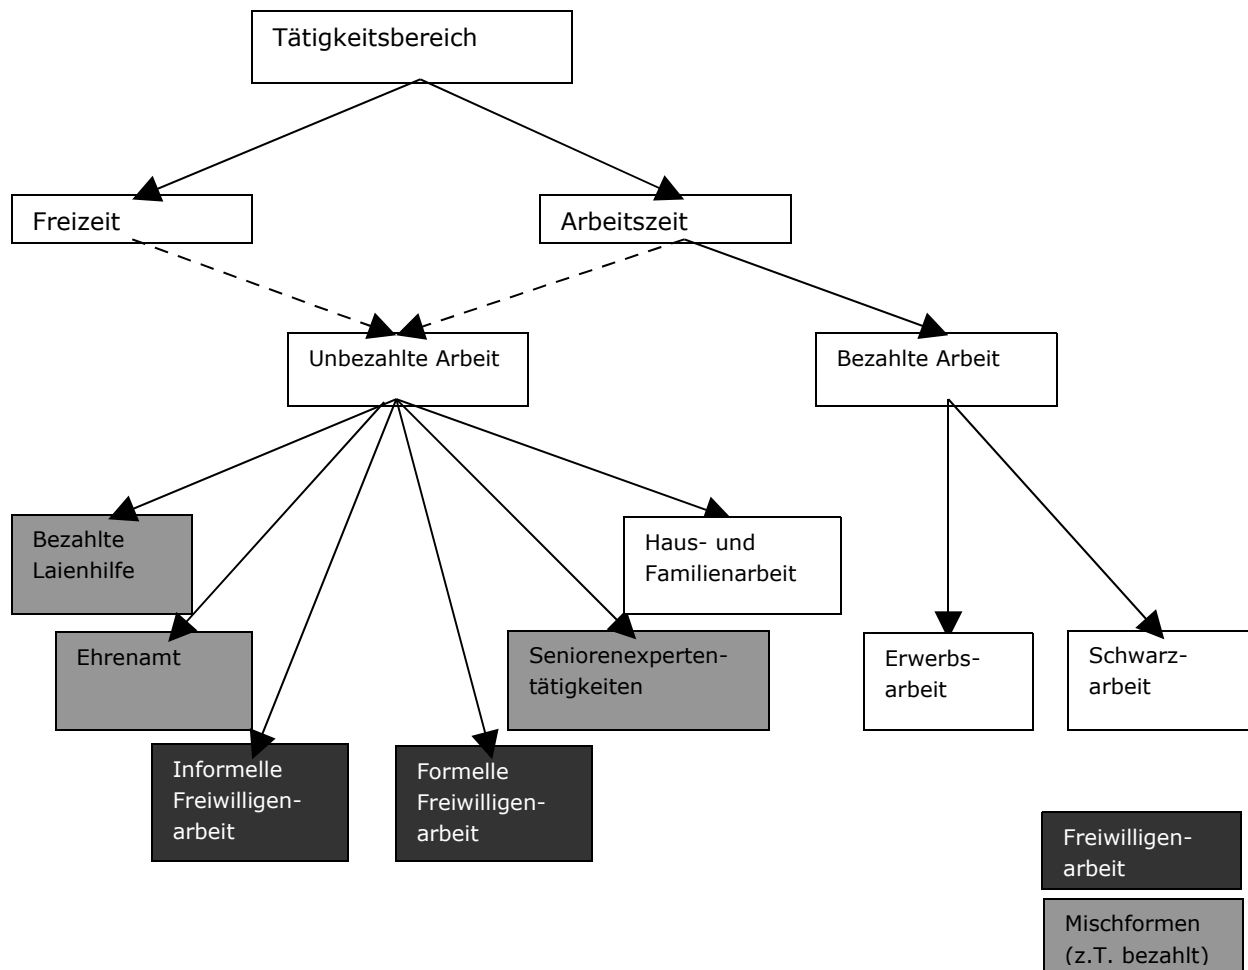 Tätigkeitsbereich
Freizeit
Arbeitszeit
Unbezahlte Arbeit
Bezahlte Arbeit
Bezahlte
Laienhilfe
Haus- und
Familienarbeit
Ehrenamt
Seniorenexperten-
tätigkeiten
Erwerbs-
arbeit
Schwarz-
arbeit
Informelle
Freiwilligen-
arbeit
Formelle
Freiwilligen-
arbeit
Freiwilligen-
arbeit
Mischformen
(z.T. bezahlt)